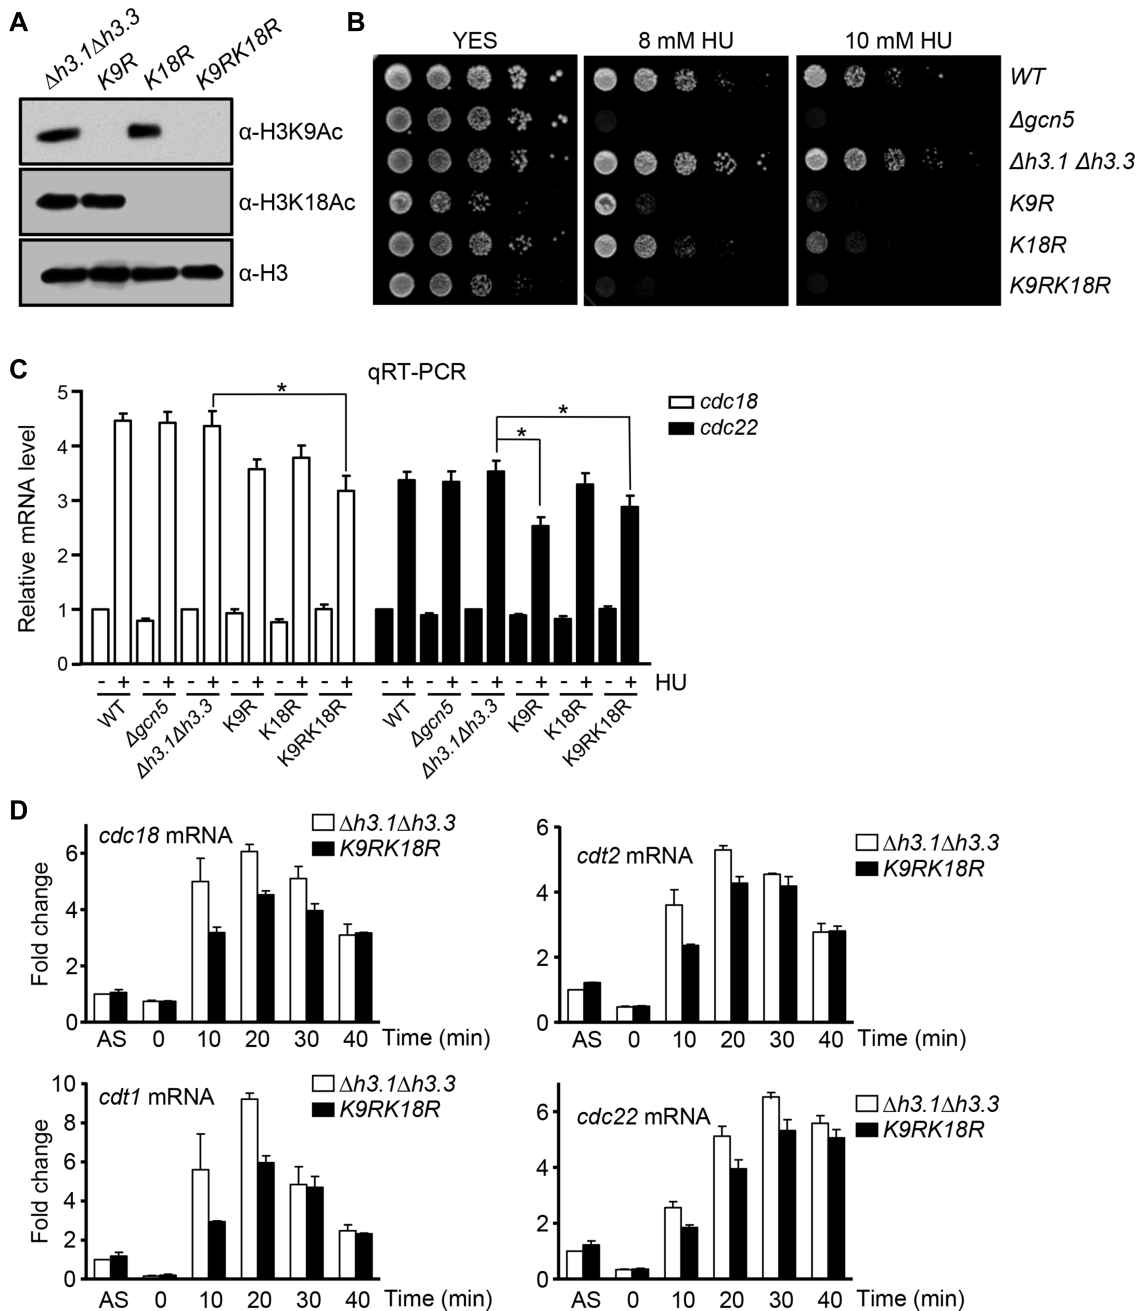 A
Δh3.1Δh3.3 K9R K18R K9RK18R
α-H3K9Ac
α-H3K18Ac
α-H3
B
YES 8 mM HU 10 mM HU
WT
Δgcn5
Δh3.1 Δh3.3
K9R
K18R
K9RK18R
C
qRT-PCR
cdc18
cdc22
Relative mRNA level
5
4
3
2
1
0
* * *
- + - + - + - + - + - + - + - + - + - + - + - + HU
WT Δgcn5 Δh3.1Δh3.3 K9R K18R K9RK18R WT Δgcn5 Δh3.1Δh3.3 K9R K18R K9RK18R
D
cdc18 mRNA
Δh3.1Δh3.3
K9RK18R
Fold change
6
4
2
0
AS 0 10 20 30 40 Time (min)
cdt2 mRNA
Δh3.1Δh3.3
K9RK18R
6
4
2
0
AS 0 10 20 30 40 Time (min)
cdt1 mRNA
Δh3.1Δh3.3
K9RK18R
Fold change
10
8
6
4
2
0
AS 0 10 20 30 40 Time (min)
cdc22 mRNA
Δh3.1Δh3.3
K9RK18R
6
4
2
0
AS 0 10 20 30 40 Time (min)